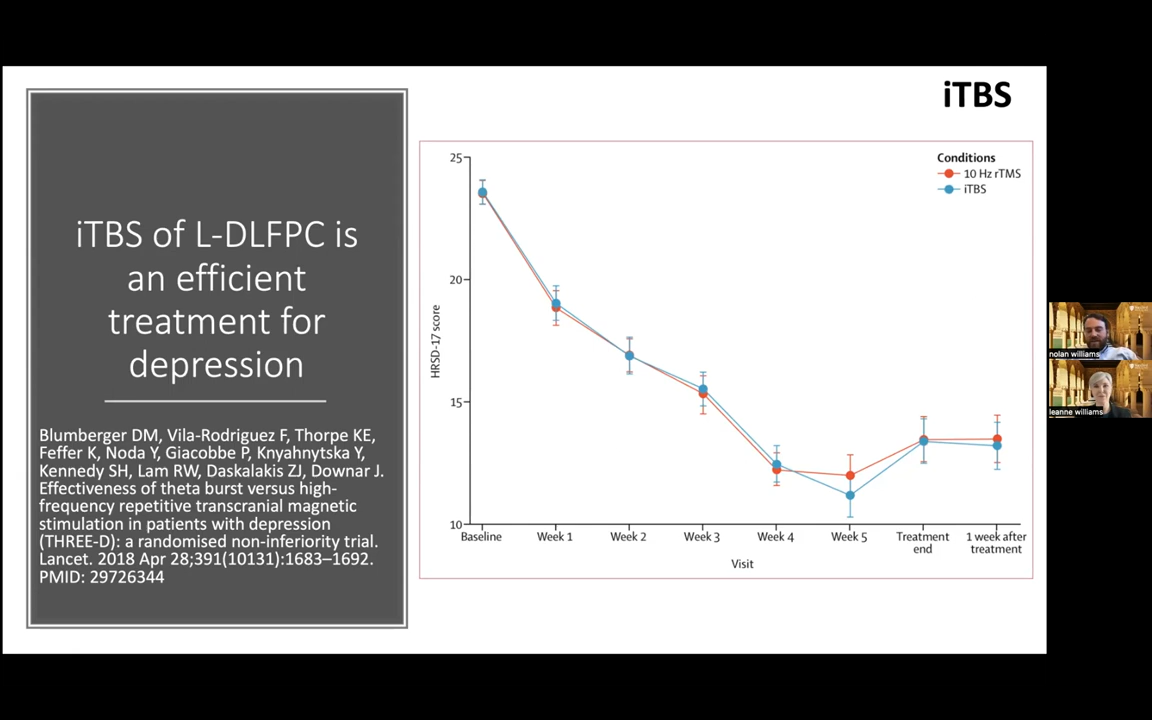 iTBS
iTBS of L-DLFPC is
an efficient
treatment for
depression
Blumberger DM, Vila-Rodriguez F, Thorpe KE,
Feffer K, Noda Y, Giacobbe P, Knyahnytska Y,
Kennedy SH, Lam RW, Daskalakis ZJ, Downar J.
Effectiveness of theta burst versus high-
frequency repetitive transcranial magnetic
stimulation in patients with depression
(THREE-D): a randomised non-inferiority trial.
Lancet. 2018 Apr 28;391(10131):1683–1692.
PMID: 29726344
Conditions
10 Hz rTMS
iTBS
25
20
15
10
HRSD-17 score
Baseline
Week 1
Week 2
Week 3
Week 4
Week 5
Treatment
end
1 week after
treatment
Visit
nolan williams
leanne williams